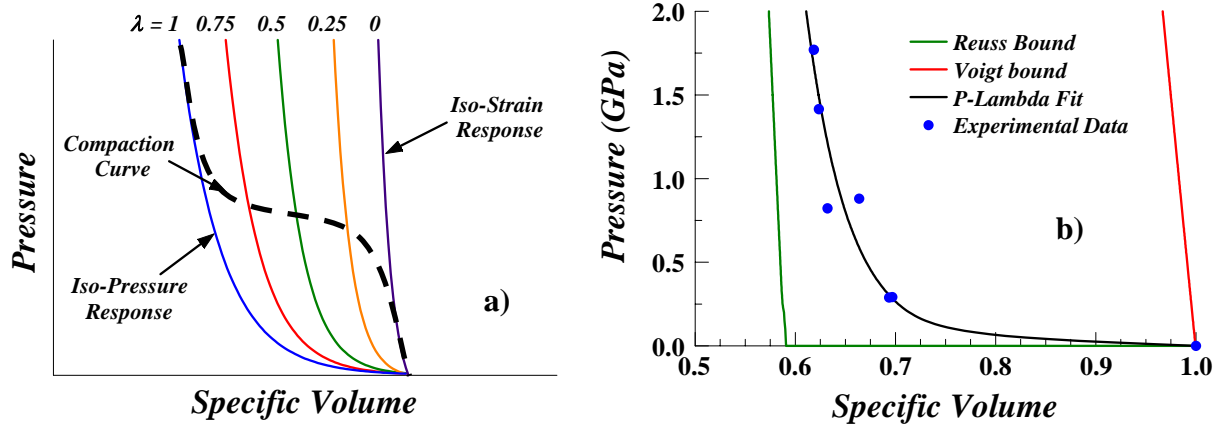 λ = 1 0.75 0.5 0.25 0
Iso-Strain
Response
Compaction
Curve
Iso-Pressure
Response
a)
Pressure
Specific Volume
2.0
1.5
1.0
0.5
0.0
Pressure (GPa)
Reuss Bound
Voigt bound
P-Lambda Fit
Experimental Data
b)
0.5 0.6 0.7 0.8 0.9 1.0
Specific Volume